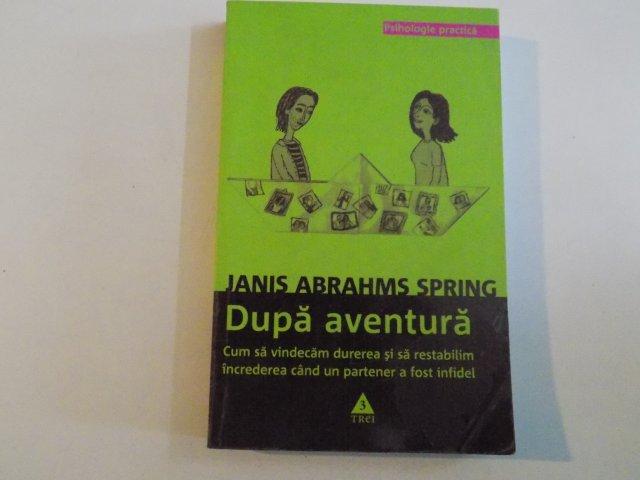 Psihologie practică
JANIS ABRAHMS SPRING
După aventură
Cum să vindecăm durerea și să restabilim
încrederea când un partener a fost infidel
3
TREI